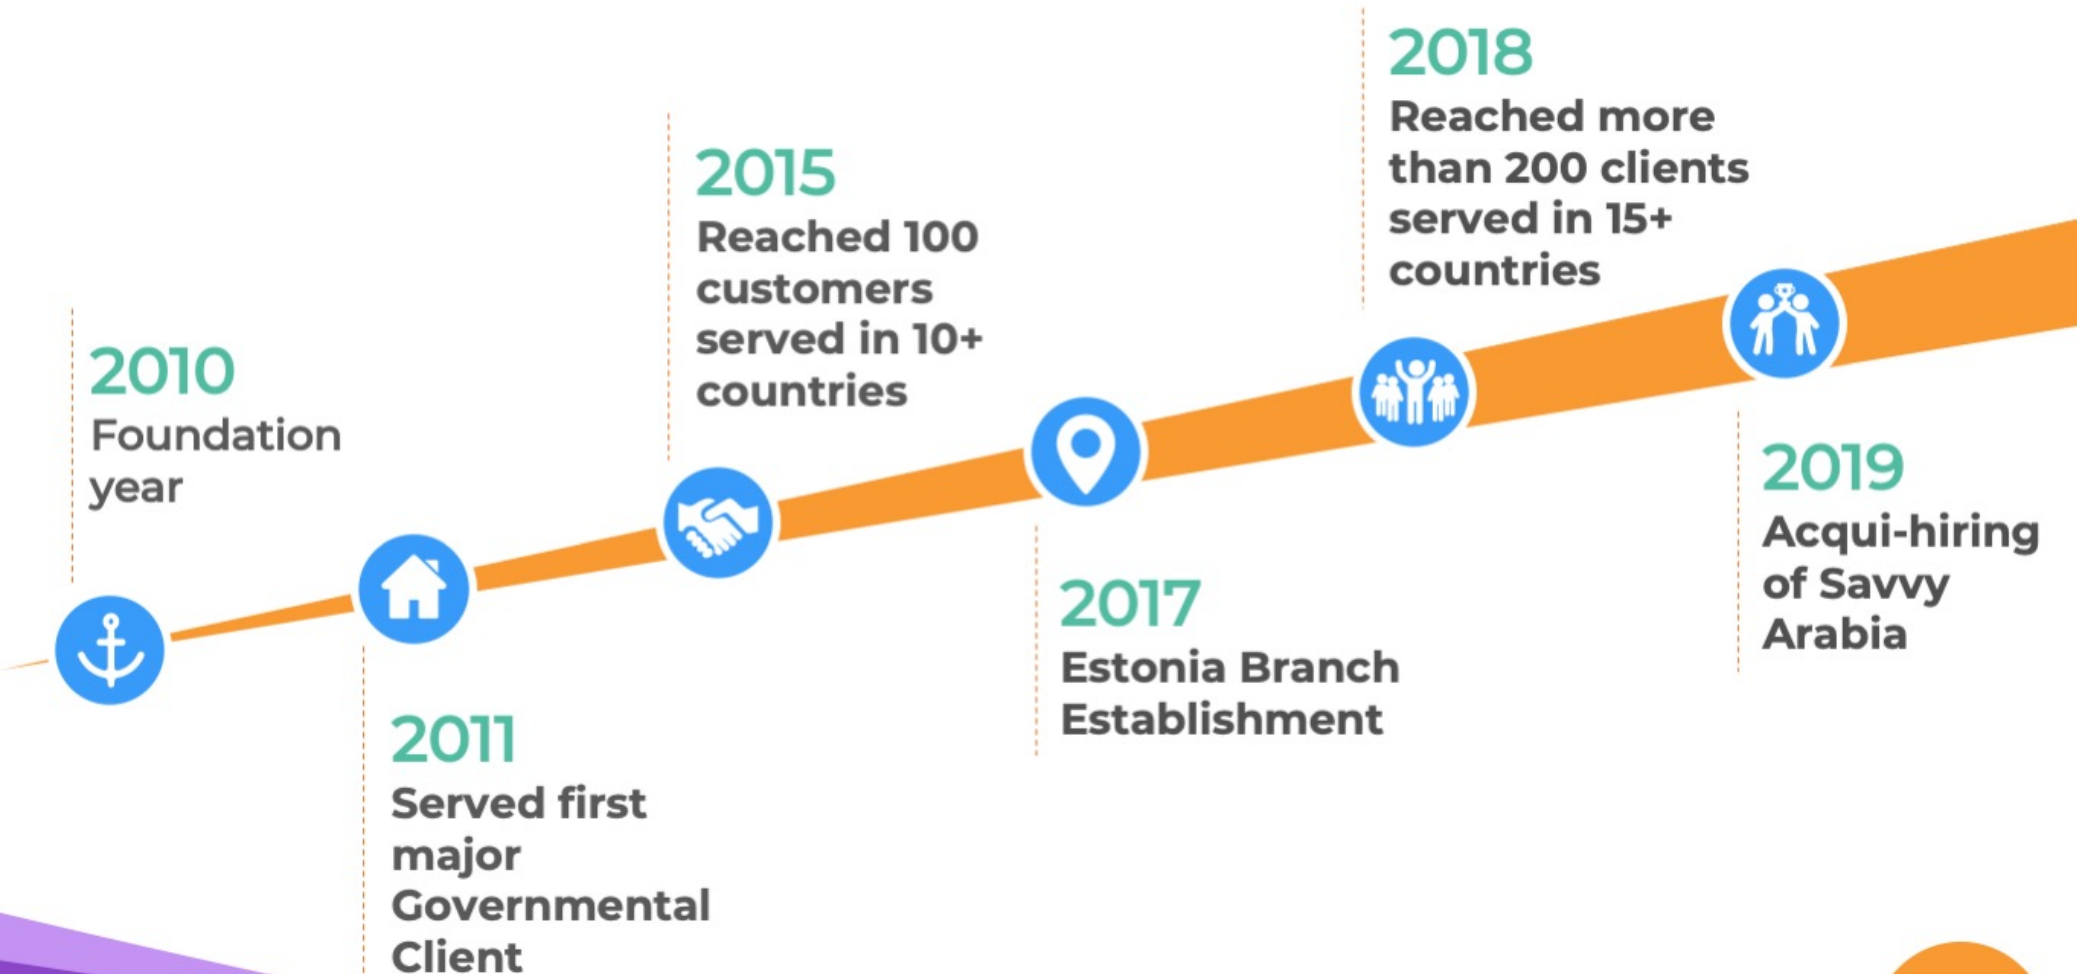 2010
Foundation
year
2011
Served first
major
Governmental
Client
2015
Reached 100
customers
served in 10+
countries
2017
Estonia Branch
Establishment
2018
Reached more
than 200 clients
served in 15+
countries
2019
Acqui-hiring
of Savvy
Arabia